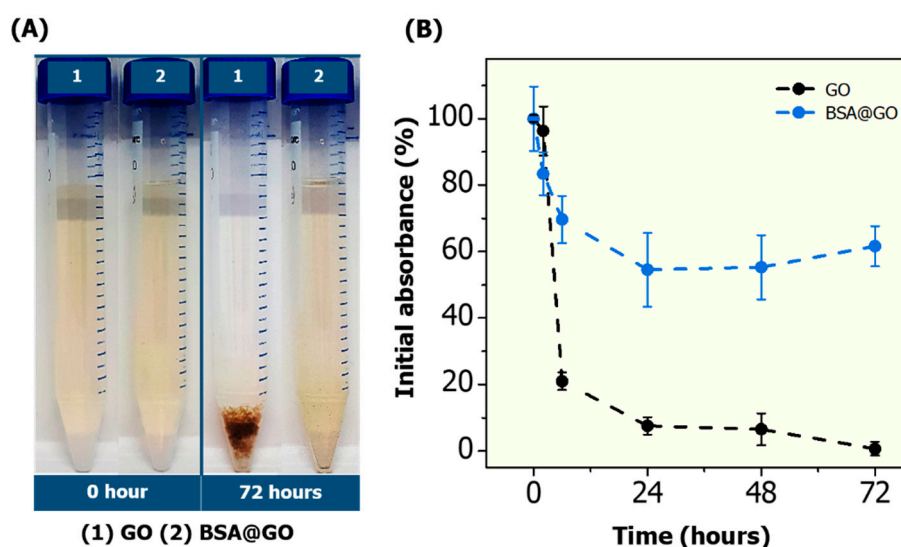 (A)
1 2 1 2
0 hour 72 hours
(1) GO (2) BSA@GO
(B)
GO
BSA@GO
Initial absorbance (%)
100
80
60
40
20
0
0 24 48 72
Time (hours)